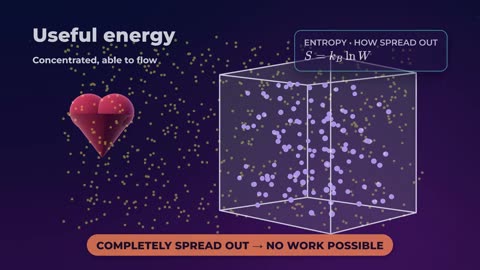 Useful energy
Concentrated, able to flow
ENTROPY • HOW SPREAD OUT
S = k_B ln W
COMPLETELY SPREAD OUT → NO WORK POSSIBLE